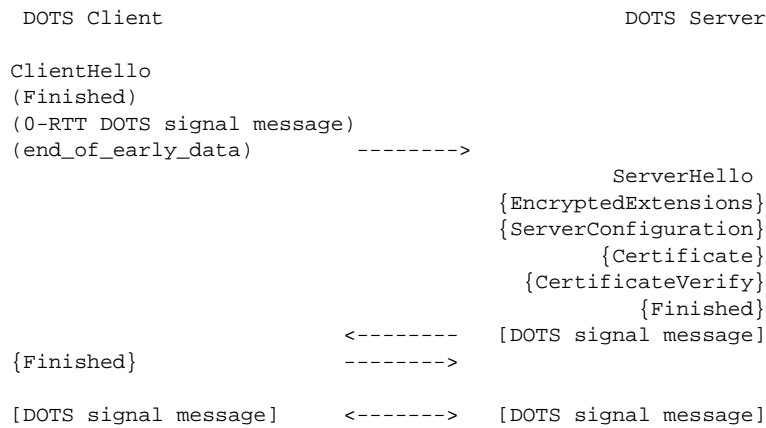 DOTS Client                                    DOTS Server
ClientHello
(Finished)
(0-RTT DOTS signal message)
(end_of_early_data)        -------->
ServerHello
{EncryptedExtensions}
{ServerConfiguration}
{Certificate}
{CertificateVerify}
{Finished}
<--------   [DOTS signal message]
{Finished}                -------->
[DOTS signal message]     <------->   [DOTS signal message]